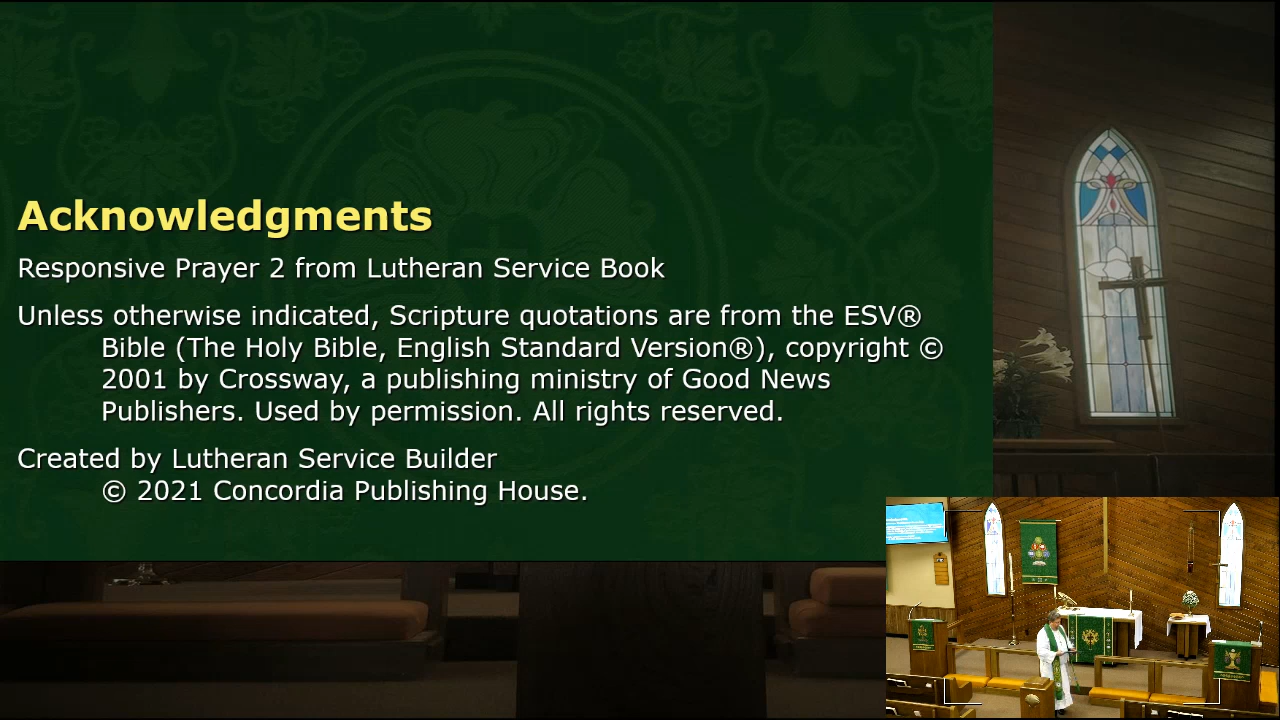 Acknowledgments
Responsive Prayer 2 from Lutheran Service Book
Unless otherwise indicated, Scripture quotations are from the ESV®
Bible (The Holy Bible, English Standard Version®), copyright ©
2001 by Crossway, a publishing ministry of Good News
Publishers. Used by permission. All rights reserved.
Created by Lutheran Service Builder
© 2021 Concordia Publishing House.